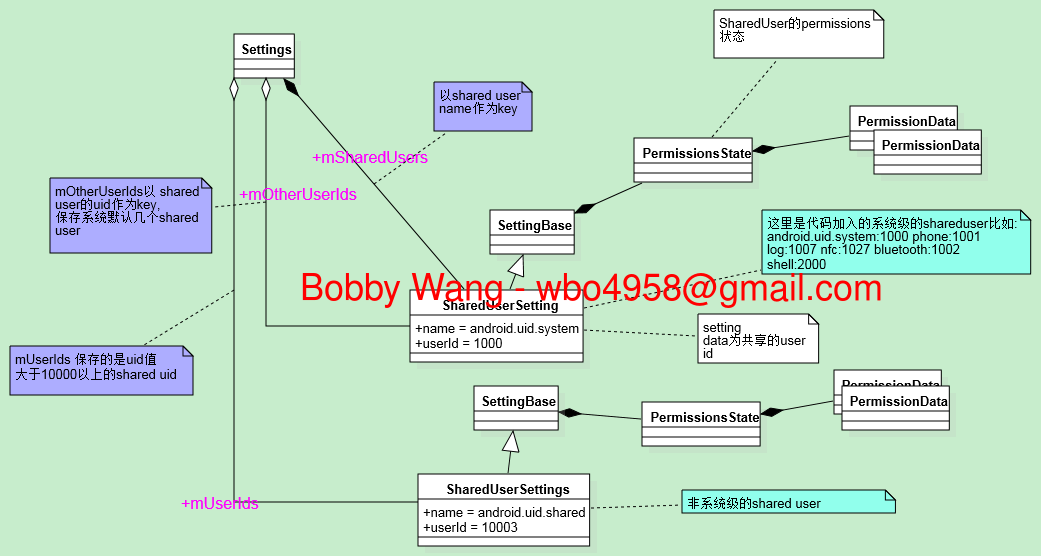 SharedUser的permissions
状态
Settings
以shared user
name作为key
PermissionData
PermissionData
PermissionsState
+mSharedUsers
mOtherUserIds以 shared
user的uid作为key,
保存系统默认几个shared
user
+mOtherUserIds
SettingBase
这里是代码加入的系统级的shareduser比如:
android.uid.system:1000 phone:1001
log:1007 nfc:1027 bluetooth:1002
shell:2000
Bobby Wang - wbo4958@gmail.com
SharedUserSetting
+name = android.uid.system
+userId = 1000
setting
data为共享的user
id
mUserIds 保存的是uid值
大于10000以上的shared uid
SettingBase
PermissionData
PermissionData
PermissionsState
SharedUserSettings
+name = android.uid.shared
+userId = 10003
+mUserIds
非系统级的shared user